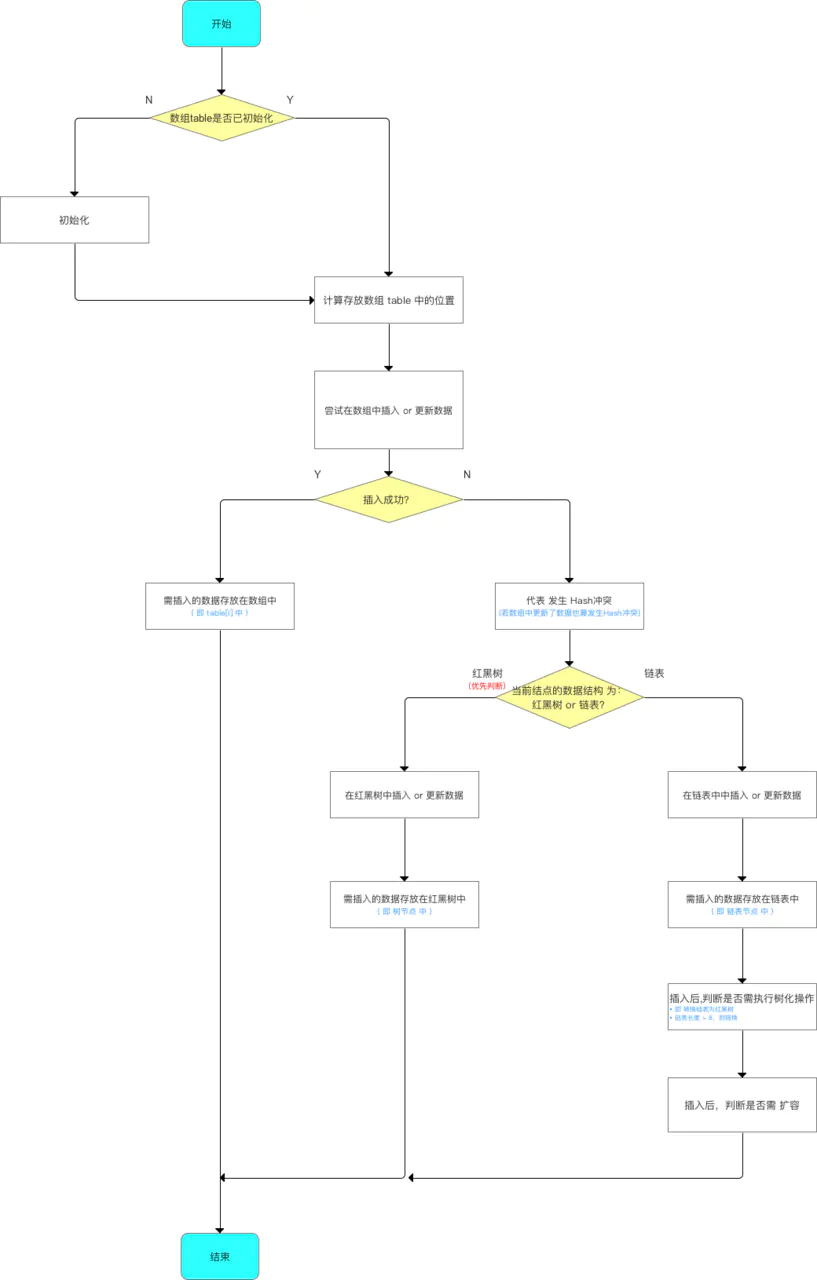 开始
N
Y
数组table是否已初始化
初始化
计算存放数组 table 中的位置
尝试在数组中插入 or 更新数据
Y
N
插入成功?
需插入的数据存放在数组中
( 即 table[i] 中 )
代表 发生 Hash冲突
(若数组中更新了数据也算发生Hash冲突)
红黑树
(优先判断)
链表
当前结点的数据结构 为:
红黑树 or 链表?
在红黑树中插入 or 更新数据
在链表中中插入 or 更新数据
需插入的数据存放在红黑树中
( 即 树节点 中 )
需插入的数据存放在链表中
( 即 链表节点 中 )
插入后,判断是否需执行树化操作
• 即 转换链表为红黑树
• 链表长度 > 8,
插入后，判断是否需 扩容
结束